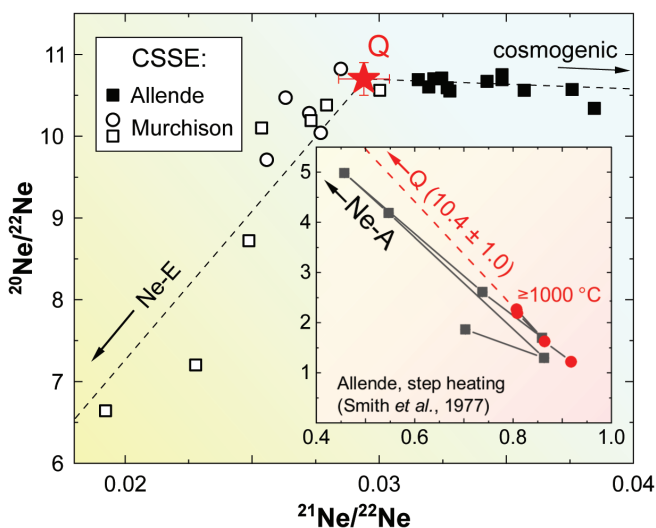 11
10
9
8
7
6
²⁰Ne/²²Ne
CSSE:
Allende
Murchison
Q
cosmogenic
Ne-E
5
4
3
2
1
0
Q (10.4 ± 1.0)
Ne-A
≥1000 °C
Allende, step heating
(Smith et al., 1977)
0.4 0.6 0.8 1.0
0.02 0.03 0.04
²¹Ne/²²Ne